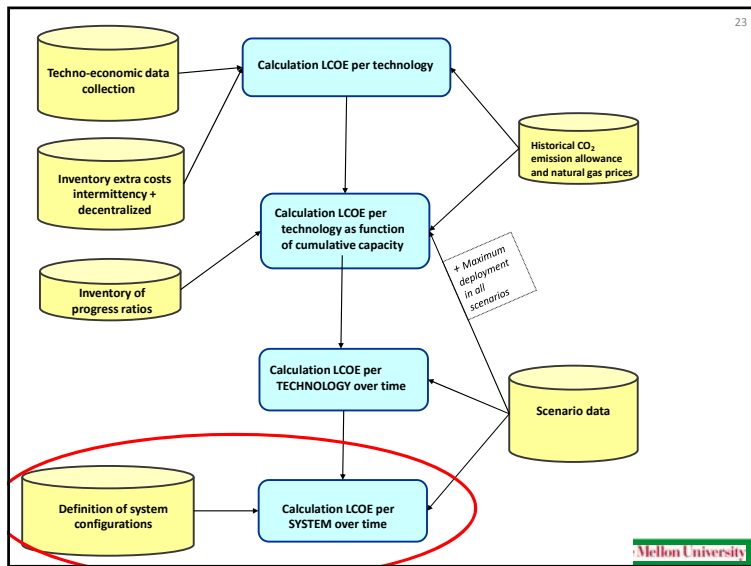 23
Techno-economic data
collection
Calculation LCOE per technology
Inventory extra costs
intermittency +
decentralized
Historical CO₂
emission allowance
and natural gas prices
Calculation LCOE per
technology as function
of cumulative capacity
+ Maximum
deployment
in all
scenarios
Inventory of
progress ratios
Calculation LCOE per
TECHNOLOGY over time
Scenario data
Definition of system
configurations
Calculation LCOE per
SYSTEM over time
Mellon University